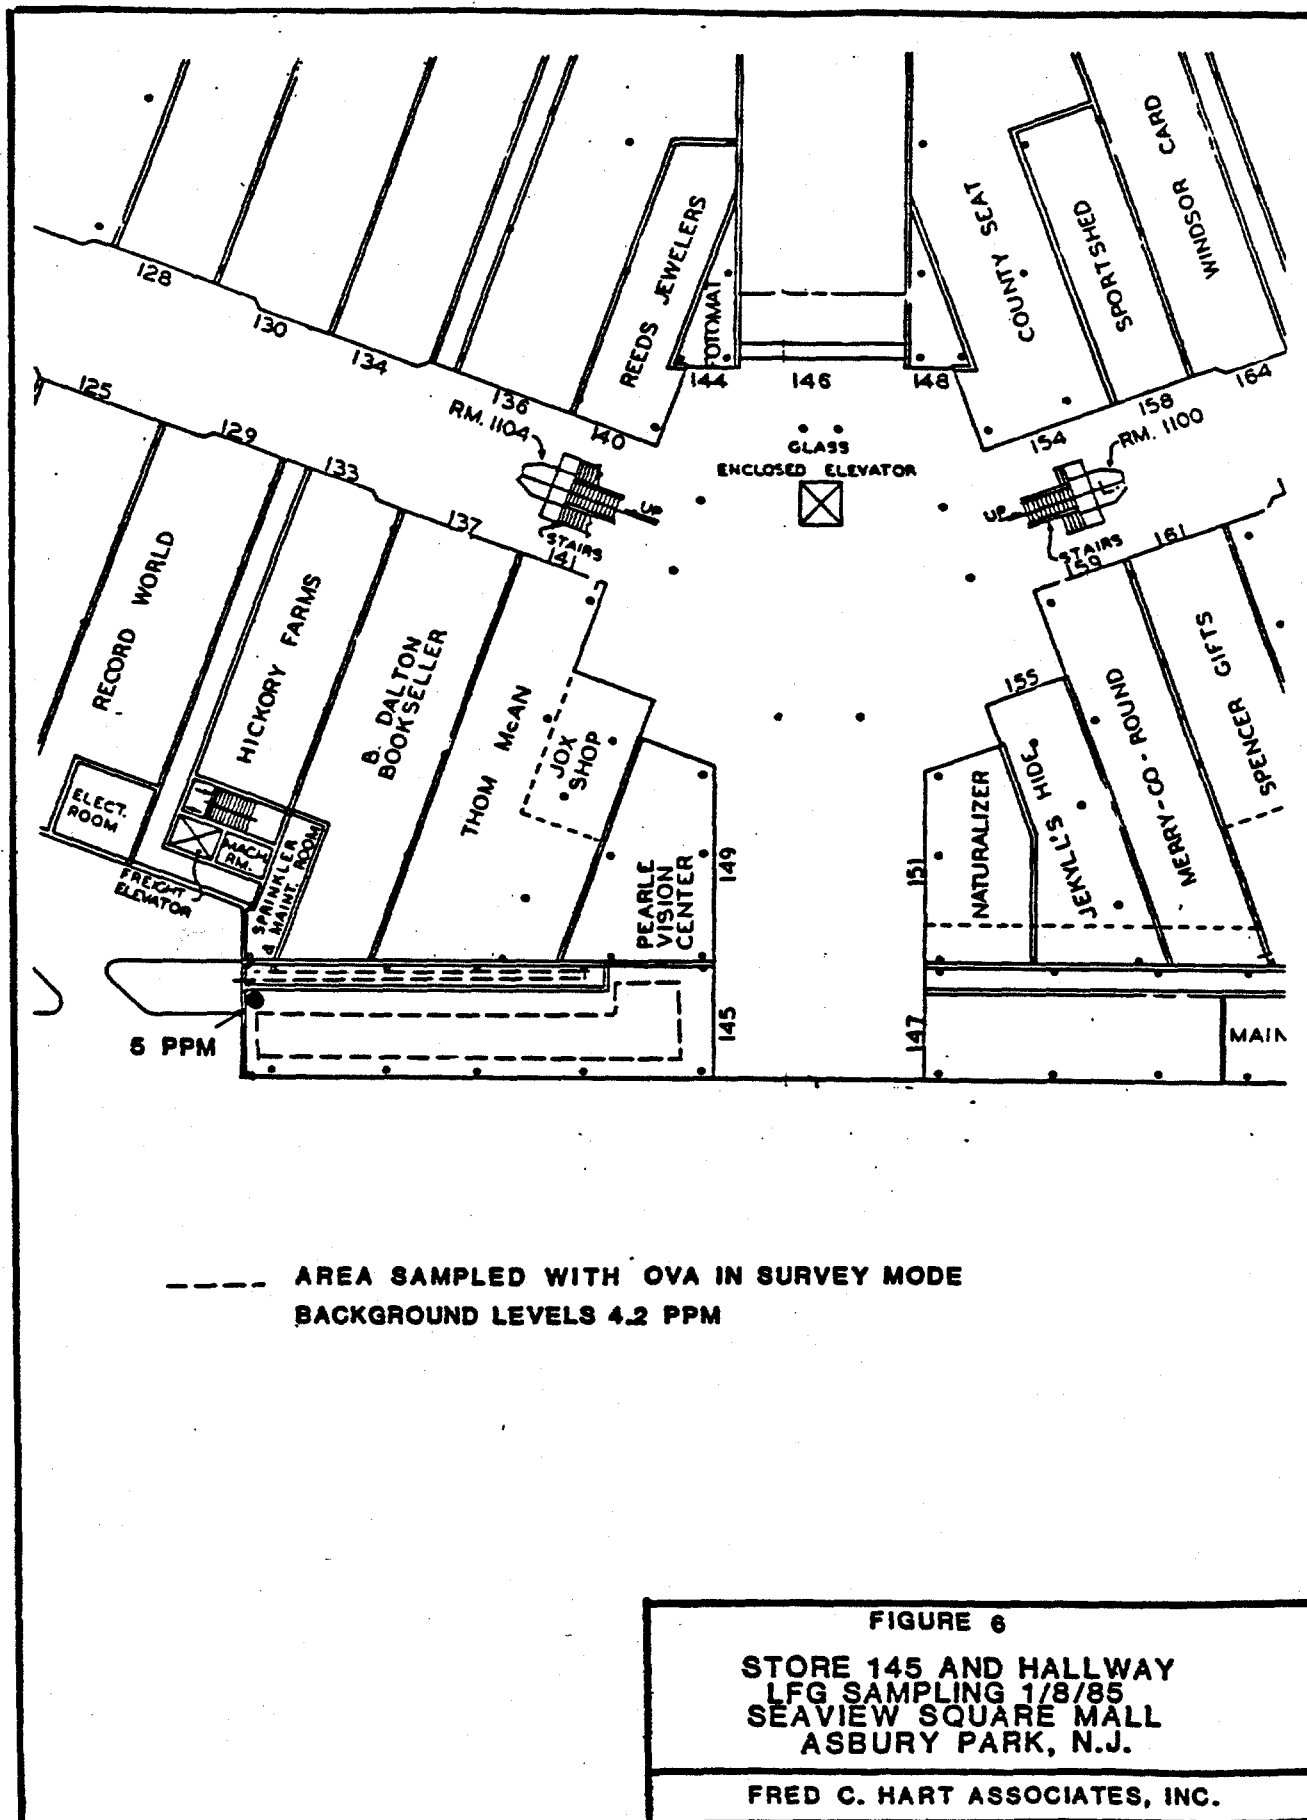 WINDSOR CARD
COUNTY SEAT
SPORTSHED
REEDS JEWELERS
FOTOMAT
128
130
134
136
140
144
146
148
154
158
164
125
129
133
137
141
RM. 1104
RM. 1100
GLASS
ENCLOSED ELEVATOR
UP
STAIRS
UP
STAIRS
159
161
RECORD WORLD
HICKORY FARMS
B. DALTON
BOOKSELLER
THOM McAN
JOX
SHOP
155
NATURALIZER
JEKYLL'S HIDE
MERRY-GO-ROUND
SPENCER GIFTS
ELECT.
ROOM
MACH.
RM.
FREIGHT
ELEVATOR
SPRINKLER
& MAINT. ROOM
PEARLE
VISION
CENTER
149
151
145
147
MAIN
5 PPM
AREA SAMPLED WITH OVA IN SURVEY MODE
BACKGROUND LEVELS 4.2 PPM
FIGURE 6
STORE 145 AND HALLWAY
LFG SAMPLING 1/8/85
SEAVIEW SQUARE MALL
ASBURY PARK, N.J.
FRED C. HART ASSOCIATES, INC.